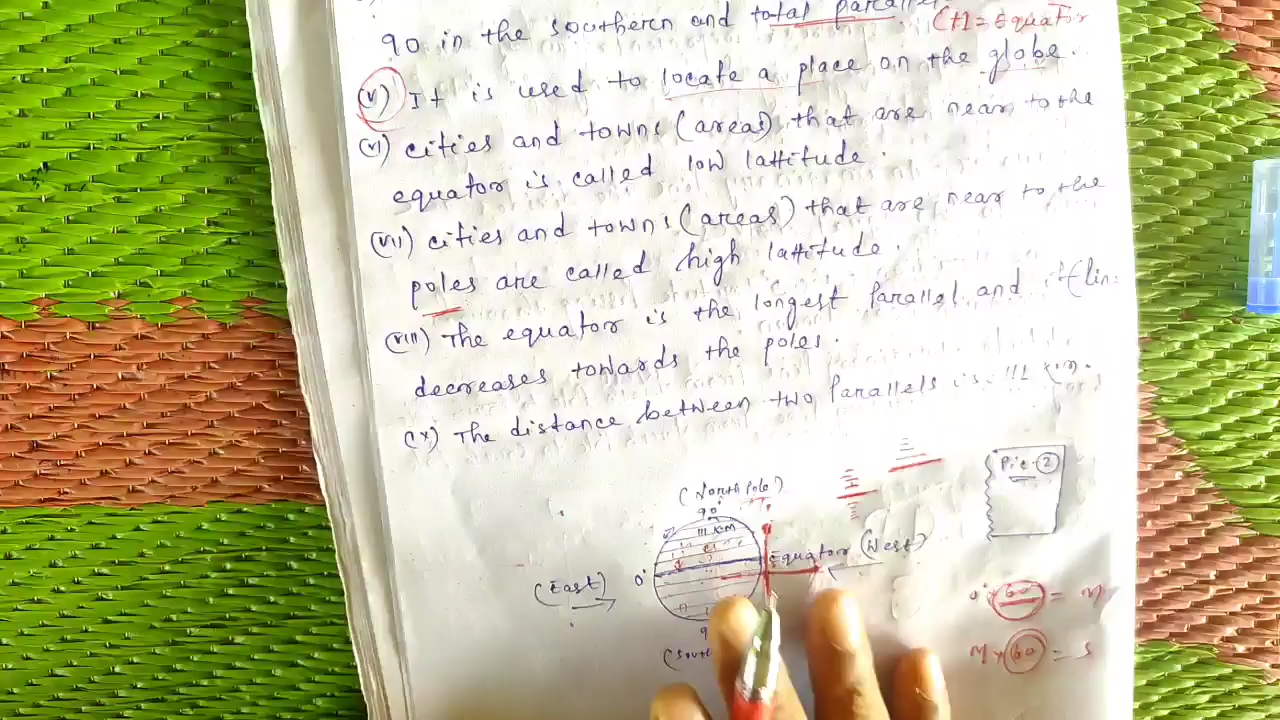 90 in the southern and total Parallel
(+1 = Equator
(v) It is used to locate a place on the globe.
(vi) cities and towns (areas) that are near to the
equator is called low lattitude.
(vii) cities and towns (areas) that are near to the
poles are called high lattitude.
(viii) The equator is the longest Parallel and it
decreases towards the poles.
(x) The distance between two Parallels is 111 km.
Pic-2
(North Pole)
90°
111 km
Equator (West)
(East) 0°
0° 60 = m
M × 60 = s